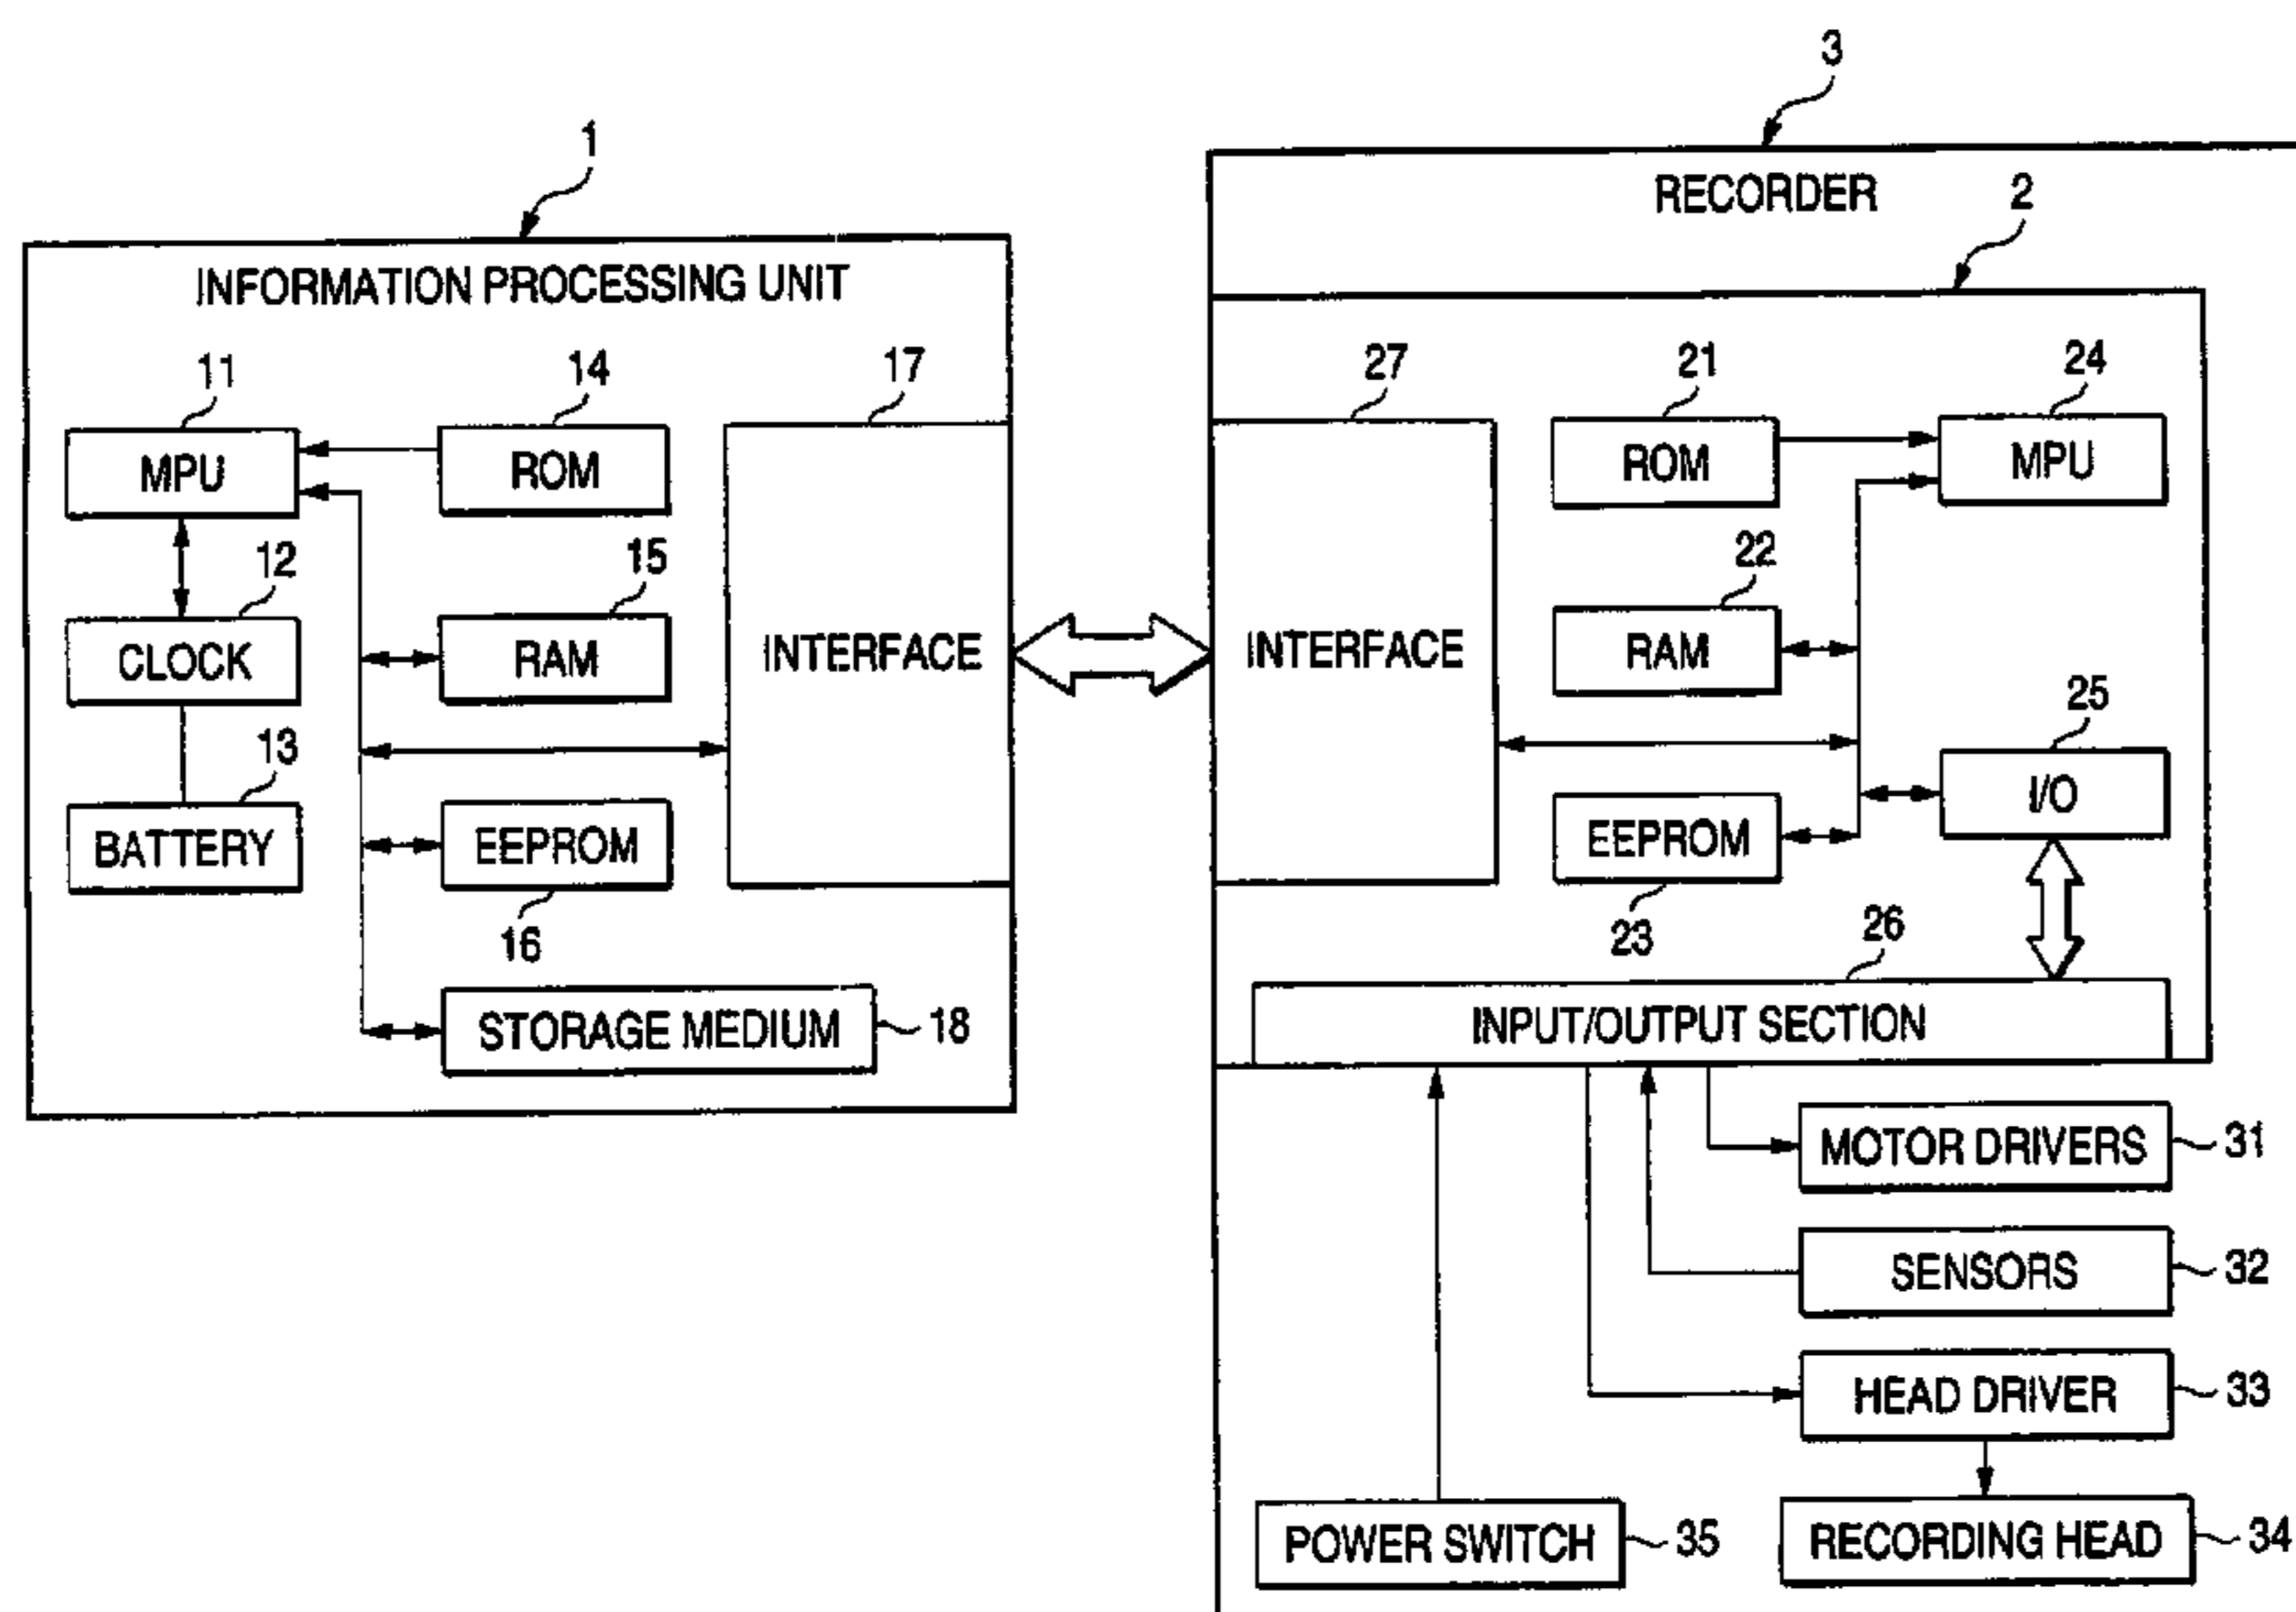 3
RECORDER
2
1
INFORMATION PROCESSING UNIT
11
14
17
MPU
ROM
12
15
CLOCK
RAM
INTERFACE
13
BATTERY
EEPROM
16
STORAGE MEDIUM
18
27
21
24
ROM
MPU
22
INTERFACE
RAM
25
I/O
EEPROM
23
26
INPUT/OUTPUT SECTION
MOTOR DRIVERS
31
SENSORS
32
HEAD DRIVER
33
POWER SWITCH
35
RECORDING HEAD
34